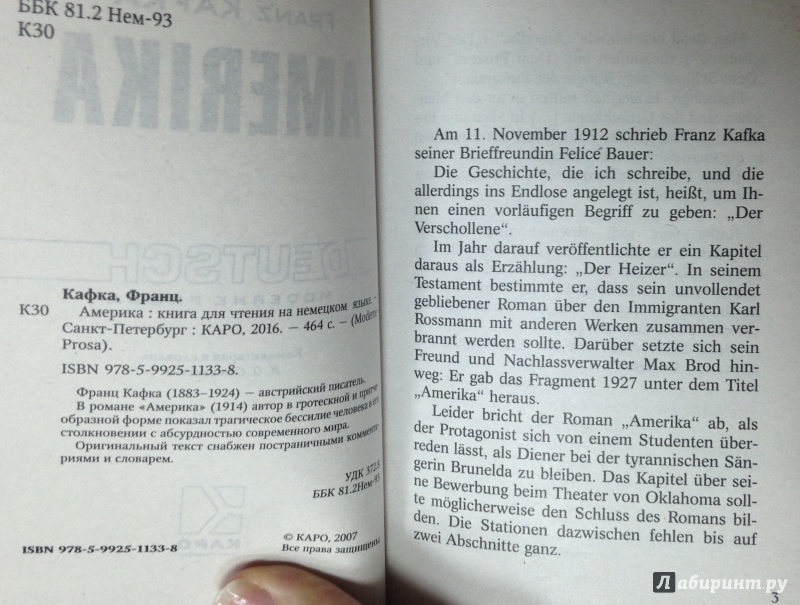 ББК 81.2 Нем-93
К30
AMERIKA
DEUTSCH
Кафка, Франц.
К30
Америка : книга для чтения на немецком языке. –
Санкт-Петербург : КАРО, 2016. – 464 с. – (Moderne
Prosa).
ISBN 978-5-9925-1133-8.
Франц Кафка (1883–1924) – австрийский писатель.
В романе «Америка» (1914) автор в гротескной и притче-
образной форме показал трагическое бессилие человека в его
столкновении с абсурдностью современного мира.
Оригинальный текст снабжен постраничными коммента-
риями и словарем.
УДК 372.8
ББК 81.2Нем-93
KAPO
© КАРО, 2007
Все права защищены
ISBN 978-5-9925-1133-8
Am 11. November 1912 schrieb Franz Kafka
seiner Brieffreundin Felice Bauer:
Die Geschichte, die ich schreibe, und die
allerdings ins Endlose angelegt ist, heißt, um Ih-
nen einen vorläufigen Begriff zu geben: „Der
Verschollene“.
Im Jahr darauf veröffentlichte er ein Kapitel
daraus als Erzählung: „Der Heizer“. In seinem
Testament bestimmte er, dass sein unvollendet
gebliebener Roman über den Immigranten Karl
Rossmann mit anderen Werken zusammen ver-
brannt werden sollte. Darüber setzte sich sein
Freund und Nachlassverwalter Max Brod hin-
weg: Er gab das Fragment 1927 unter dem Titel
„Amerika“ heraus.
Leider bricht der Roman „Amerika“ ab, als
der Protagonist sich von einem Studenten über-
reden lässt, als Diener bei der tyrannischen Sän-
gerin Brunelda zu bleiben. Das Kapitel über sei-
ne Bewerbung beim Theater von Oklahoma soll-
te möglicherweise den Schluss des Romans bil-
den. Die Stationen dazwischen fehlen bis auf
zwei Abschnitte ganz.
3
Лабиринт.ру